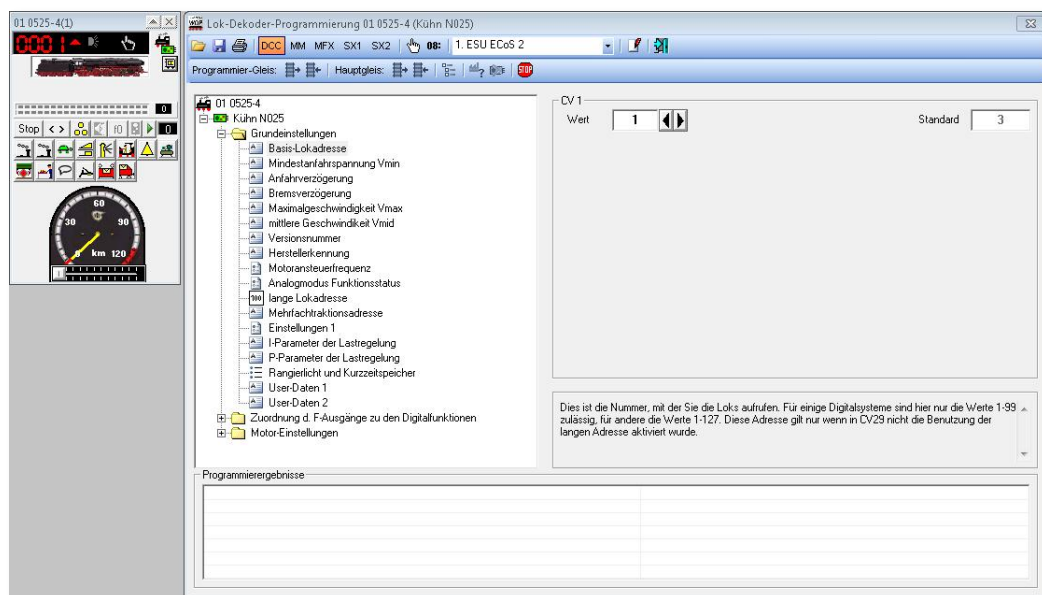 01 0525-4(1)
0001
0
Stop < > f0 0
60
30 90
0 km 120
Lok-Dekoder-Programmierung 01 0525-4 (Kühn N025)
DCC MM MFX SX1 SX2 08: 1. ESU ECoS 2
Programmier-Gleis: Hauptgleis: STOP
01 0525-4
Kühn N025
Grundeinstellungen
Basis-Lokadresse
Mindestanfahrspannung Vmin
Anfahrverzögerung
Bremsverzögerung
Maximalgeschwindigkeit Vmax
mittlere Geschwindikeit Vmid
Versionsnummer
Herstellerkennung
Motoransteuerfrequenz
Analogmodus Funktionsstatus
lange Lokadresse
Mehrfachtraktionsadresse
Einstellungen 1
I-Parameter der Lastregelung
P-Parameter der Lastregelung
Rangierlicht und Kurzzeitspeicher
User-Daten 1
User-Daten 2
Zuordnung d. F-Ausgänge zu den Digitalfunktionen
Motor-Einstellungen
CV 1
Wert 1 Standard 3
Dies ist die Nummer, mit der Sie die Loks aufrufen. Für einige Digitalsysteme sind hier nur die Werte 1-99
zulässig, für andere die Werte 1-127. Diese Adresse gilt nur wenn in CV29 nicht die Benutzung der
langen Adresse aktiviert wurde.
Programmierergebnisse